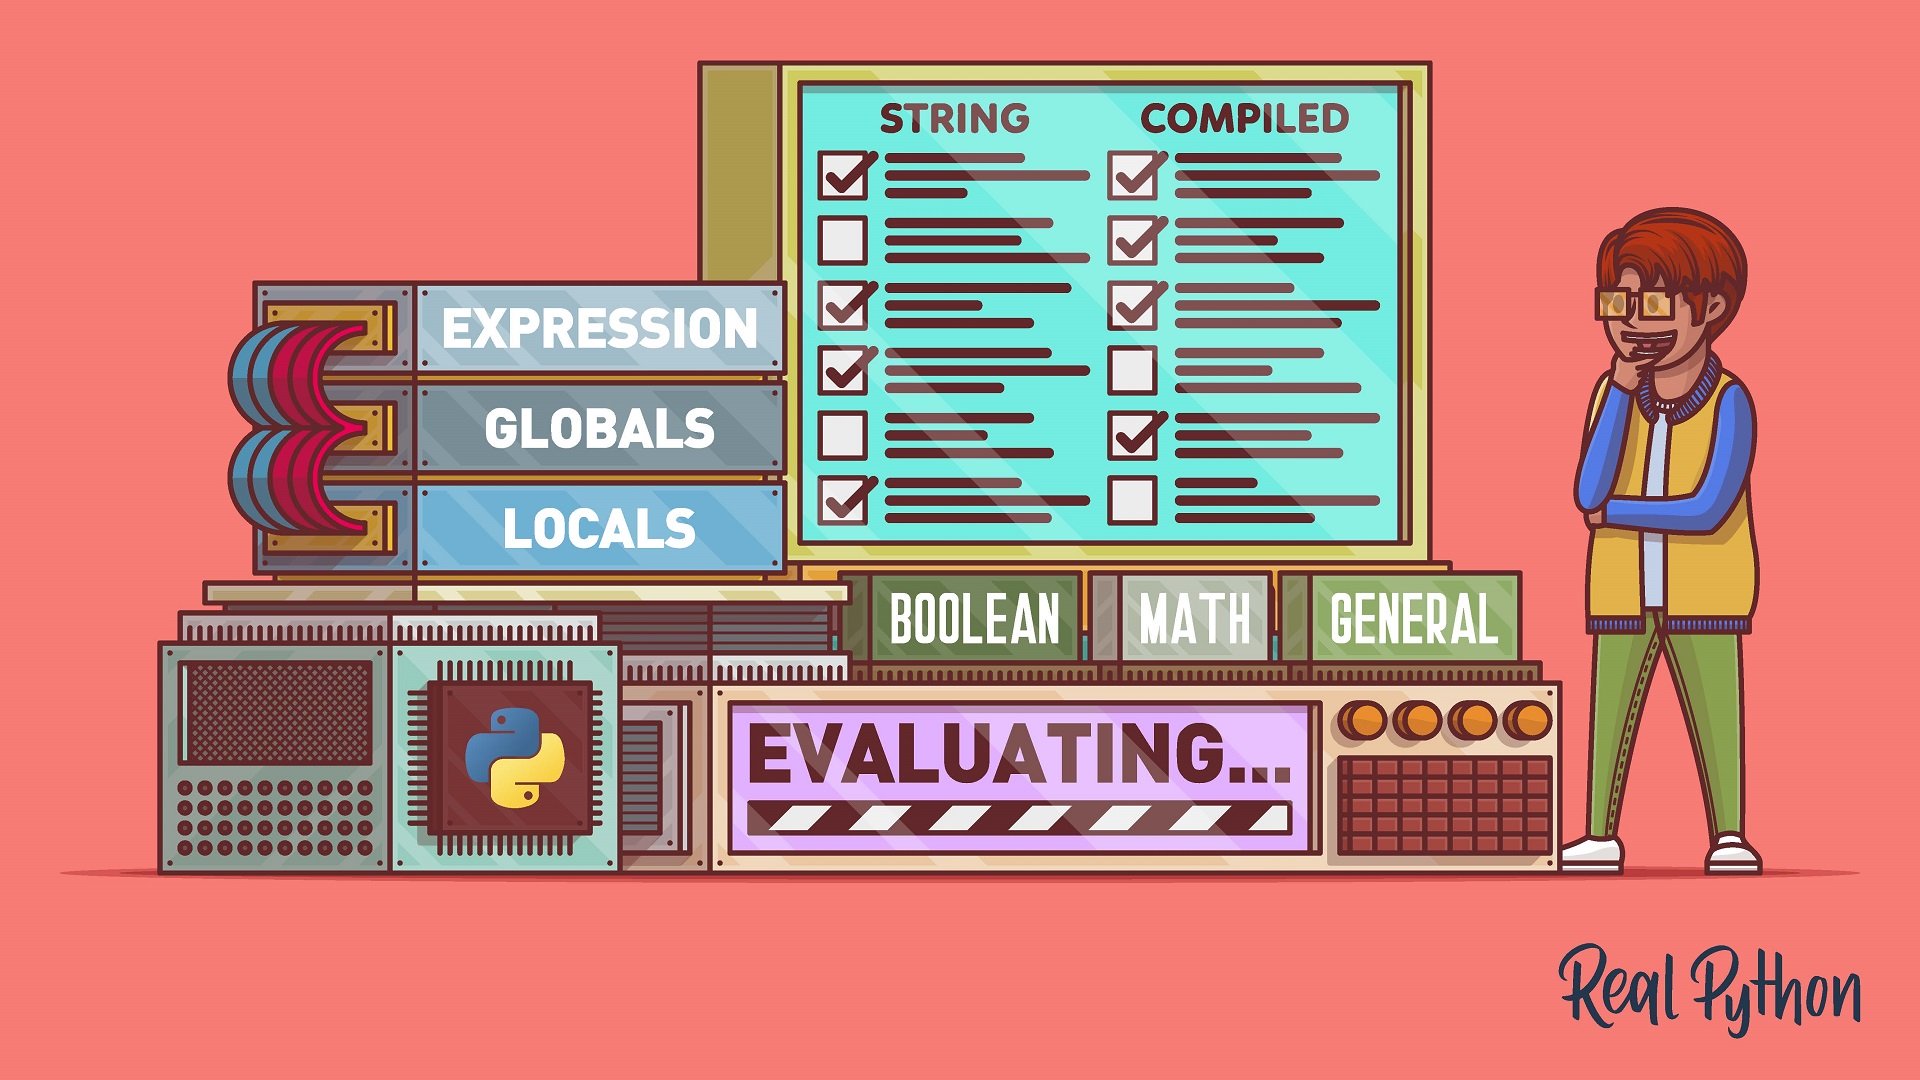 STRING
COMPILED
EXPRESSION
GLOBALS
LOCALS
BOOLEAN
MATH
GENERAL
EVALUATING...
Real Python